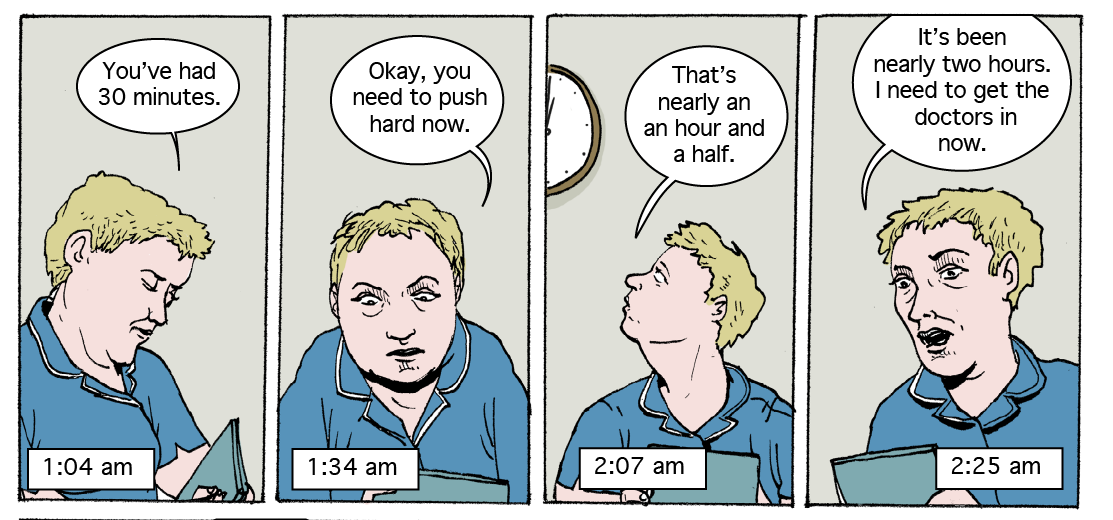 You've had
30 minutes.
1:04 am
Okay, you
need to push
hard now.
1:34 am
That's
nearly an
an hour and
a half.
2:07 am
It's been
nearly two hours.
I need to get the
doctors in
now.
2:25 am